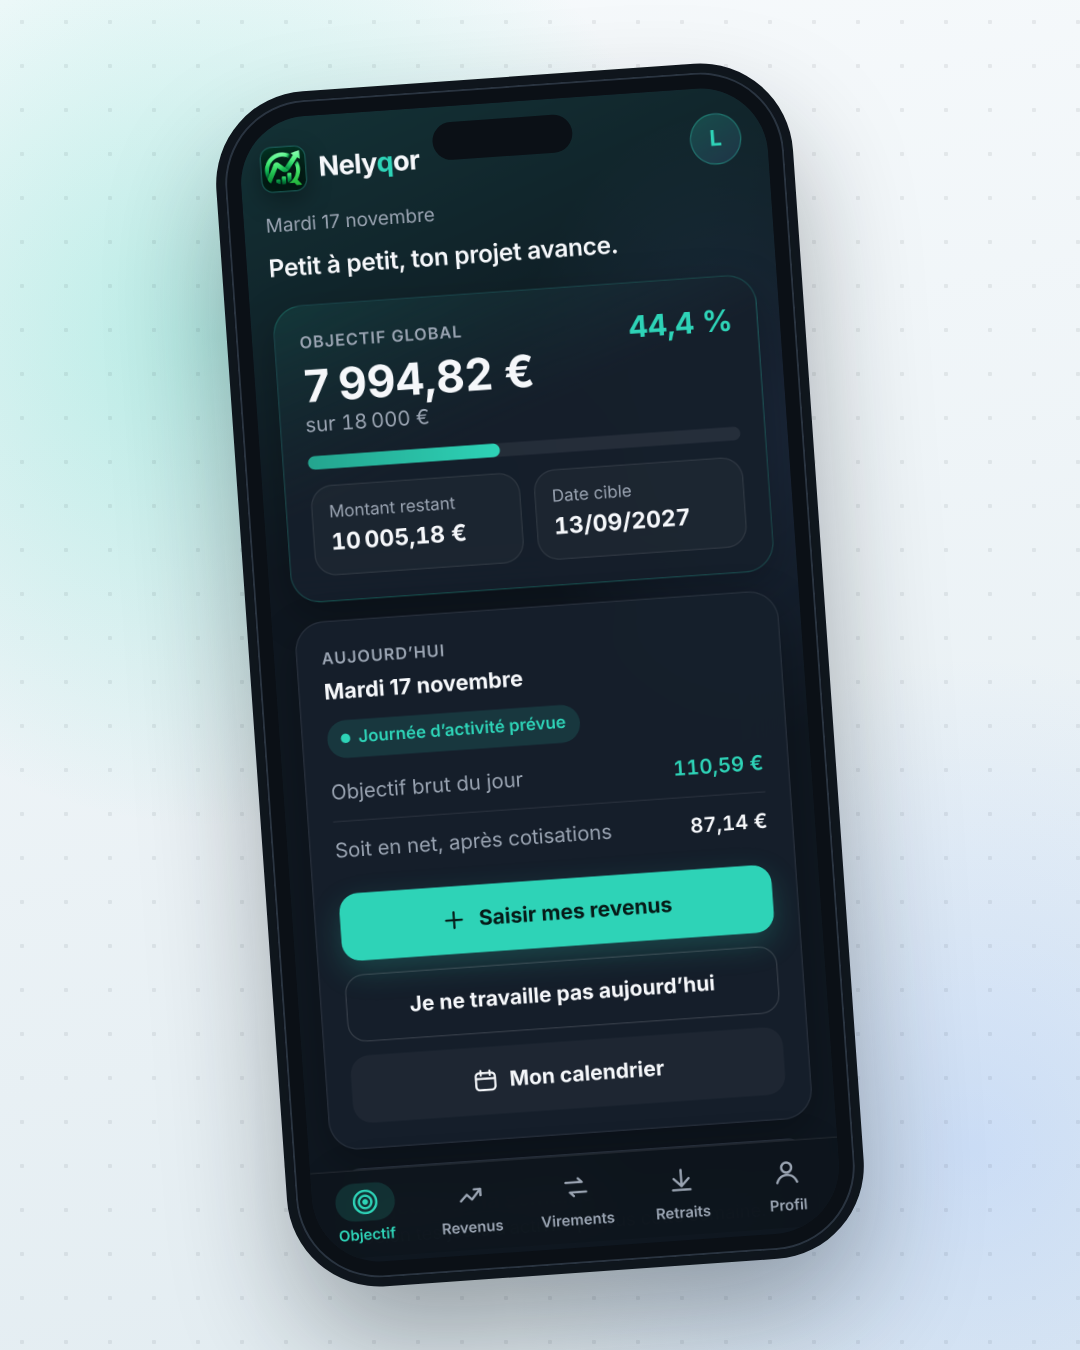 Nelyqor
L
Mardi 17 novembre
Petit à petit, ton projet avance.
OBJECTIF GLOBAL
44,4 %
7 994,82 €
sur 18 000 €
Montant restant
10 005,18 €
Date cible
13/09/2027
AUJOURD’HUI
Mardi 17 novembre
Journée d’activité prévue
Objectif brut du jour
110,59 €
Soit en net, après cotisations
87,14 €
Saisir mes revenus
Je ne travaille pas aujourd’hui
Mon calendrier
Objectif
Revenus
Virements
Retraits
Profil